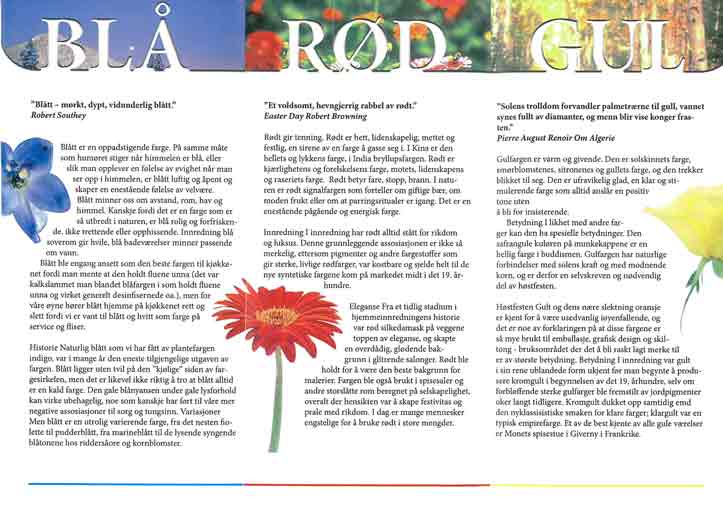 BLÅ
"Blått – mørkt, dypt, vidunderlig blått."
Robert Southey
Blått er en oppadstigende farge. På samme måte
som humøret stiger når himmelen er blå, eller
slik man opplever en følelse av evighet når man
ser opp i himmelen, er blått luftig og åpent og
skaper en enestående følelse av velvære.
Blått minner oss om avstand, rom, hav og
himmel. Kanskje fordi det er en farge som er
så utbredt i naturen, er blå rolig og forfrisken-
de, ikke trettende eller opphissende. Innredning blå
soverom gir hvile, blå badeværelser minner passende
om vann.
Blått ble engang ansett som den beste fargen til kjøkke-
net fordi man mente at den holdt fluene unna (det var
kalkslammet man blandet blåfargen i som holdt fluene
unna og virket generelt desinfiserende oa.), men for
våre øyne hører blått hjemme på kjøkkenet rett og
slett fordi vi er vant til blått og hvitt som farge på
service og fliser.
Historie Naturlig blått som vi har fått av plantefargen
indigo, var i mange år den eneste tilgjengelige utgaven av
fargen. Blått ligger uten tvil på den "kjølige" siden av far-
gesirkelen, men det er likevel ikke riktig å tro at blått alltid
er en kald farge. Den gale blånyansen under gale lysforhold
kan virke ubehagelig, noe som kanskje har ført til våre mer
negative assosiasjoner til sorg og tungsinn. Variasjoner
Men blått er en utrolig varierende farge, fra det nesten fio-
lette til pudderblått, fra marineblått til de lysende syngende
blåtonene hos riddersåore og kornblomster.
RØD
"Et voldsomt, hevngjerrig rabbel av rødt."
Easter Day Robert Browning
Rødt gir tenning. Rødt er hett, lidenskapelig, mettet og
festlig, en sirene av en farge å gasse seg i. I Kina er den
hellets og lykkens farge, i India bryllupsfargen. Rødt er
kjærlighetens og forelskelsens farge, motets, lidenskapens
og raseriets farge. Rødt betyr fare, stopp, brann. I natu-
ren er rødt signalfargen som forteller om giftige bær, om
moden frukt eller om at parringsritualer er igang. Det er en
enestående pågående og energisk farge.
Innredning I innredning har rødt alltid stått for rikdom
og luksus. Denne grunnleggende assosiasjonen er ikke så
merkelig, ettersom pigmenter og andre fargestoffer som
gir sterke, livlige rødfarger, var kostbare og sjelde helt til de
nye syntetiske fargene kom på markedet midt i det 19. år-
hundre.
Eleganse Fra et tidlig stadium i
hjemmeinnredningens historie
var rød silkedamask på veggene
toppen av eleganse, og skapte
en overdådig, glødende bak-
grunn i glitrende salonger. Rødt ble
holdt for å være den beste bakgrunn for
malerier. Fargen ble også brukt i spisesaler og
andre storslåtte rom beregnet på selskapelighet,
overalt der hensikten var å skape festivitas og
prale med rikdom. I dag er mange mennesker
engstelige for å bruke rødt i store mengder.
GUL
"Solens trolldom forvandler palmetrærne til gull, vannet
synes fullt av diamanter, og menn blir vise konger fras-
ten."
Pierre August Renoir Om Algerie
Gulfargen er varm og givende. Den er solskinnets farge,
smørblomstenes, sitronenes og gullets farge, og den trekker
blikket til seg. Den er ufravikelig glad, en klar og sti-
mulerende farge som alltid anslår en positiv
tone uten
å bli for insisterende.
Betydning I likhet med andre far-
ger kan den ha spesielle betydninger. Den
safrangule kuløren på munkekappene er en
hellig farge i buddismen. Gulfargen har naturlige
forbindelser med solens kraft og med modnende
korn, og er derfor en selvskreven og nødvendig
del av høstfesten.
Høstfesten Gult og dens nære slektning oransje
er kjent for å være usedvanlig iøyenfallende, og
det er noe av forklaringen på at disse fargene er
så mye brukt til emballasje, grafisk design og skil-
tong - bruksområdet der det å bli raskt lagt merke til
er av største betydning. Betydning I innredning var gult
i sin rene ublandede form ukjent før man begynte å produ-
sere kromgult i begynnelsen av det 19. århundre, selv om
forbløffende sterke gulfarger ble fremstilt av jordpigmenter
oker langt tidligere. Kromgult dukket opp samtidig emd
den nyklassisistiske smaken for klare farger; klargult var en
typisk empirefarge. Et av de best kjente av alle gule værelser
er Monets spisestue i Giverny i Frankrike.